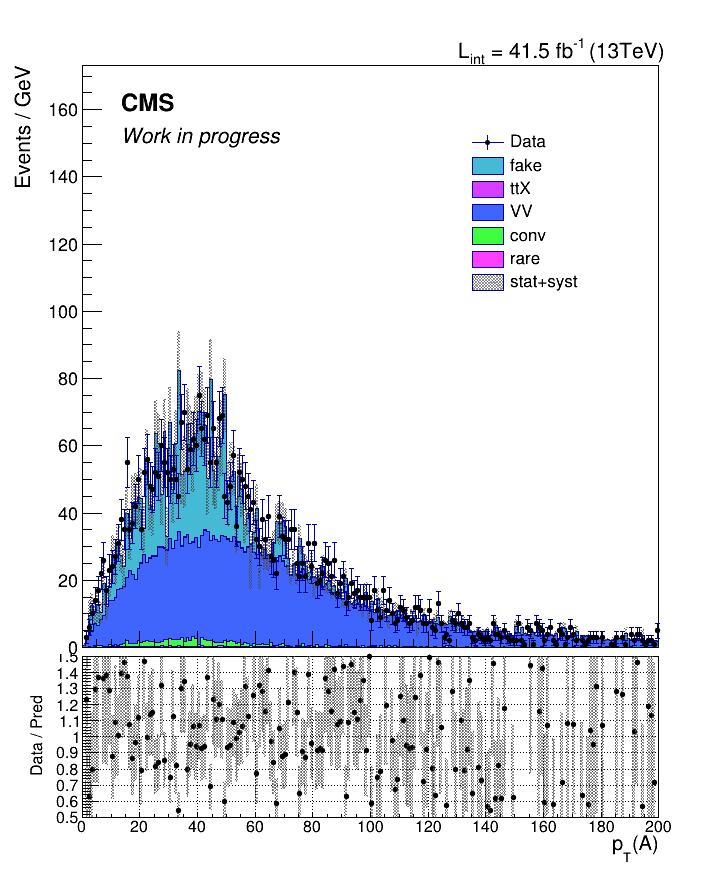 L_int = 41.5 fb^-1 (13TeV)
Events / GeV
160
140
120
100
80
60
40
20
0
CMS
Work in progress
Data
fake
ttX
VV
conv
rare
stat+syst
Data / Pred
1.5
1.4
1.3
1.2
1.1
1
0.9
0.8
0.7
0.6
0.5
0 20 40 60 80 100 120 140 160 180 200
p_T(A)